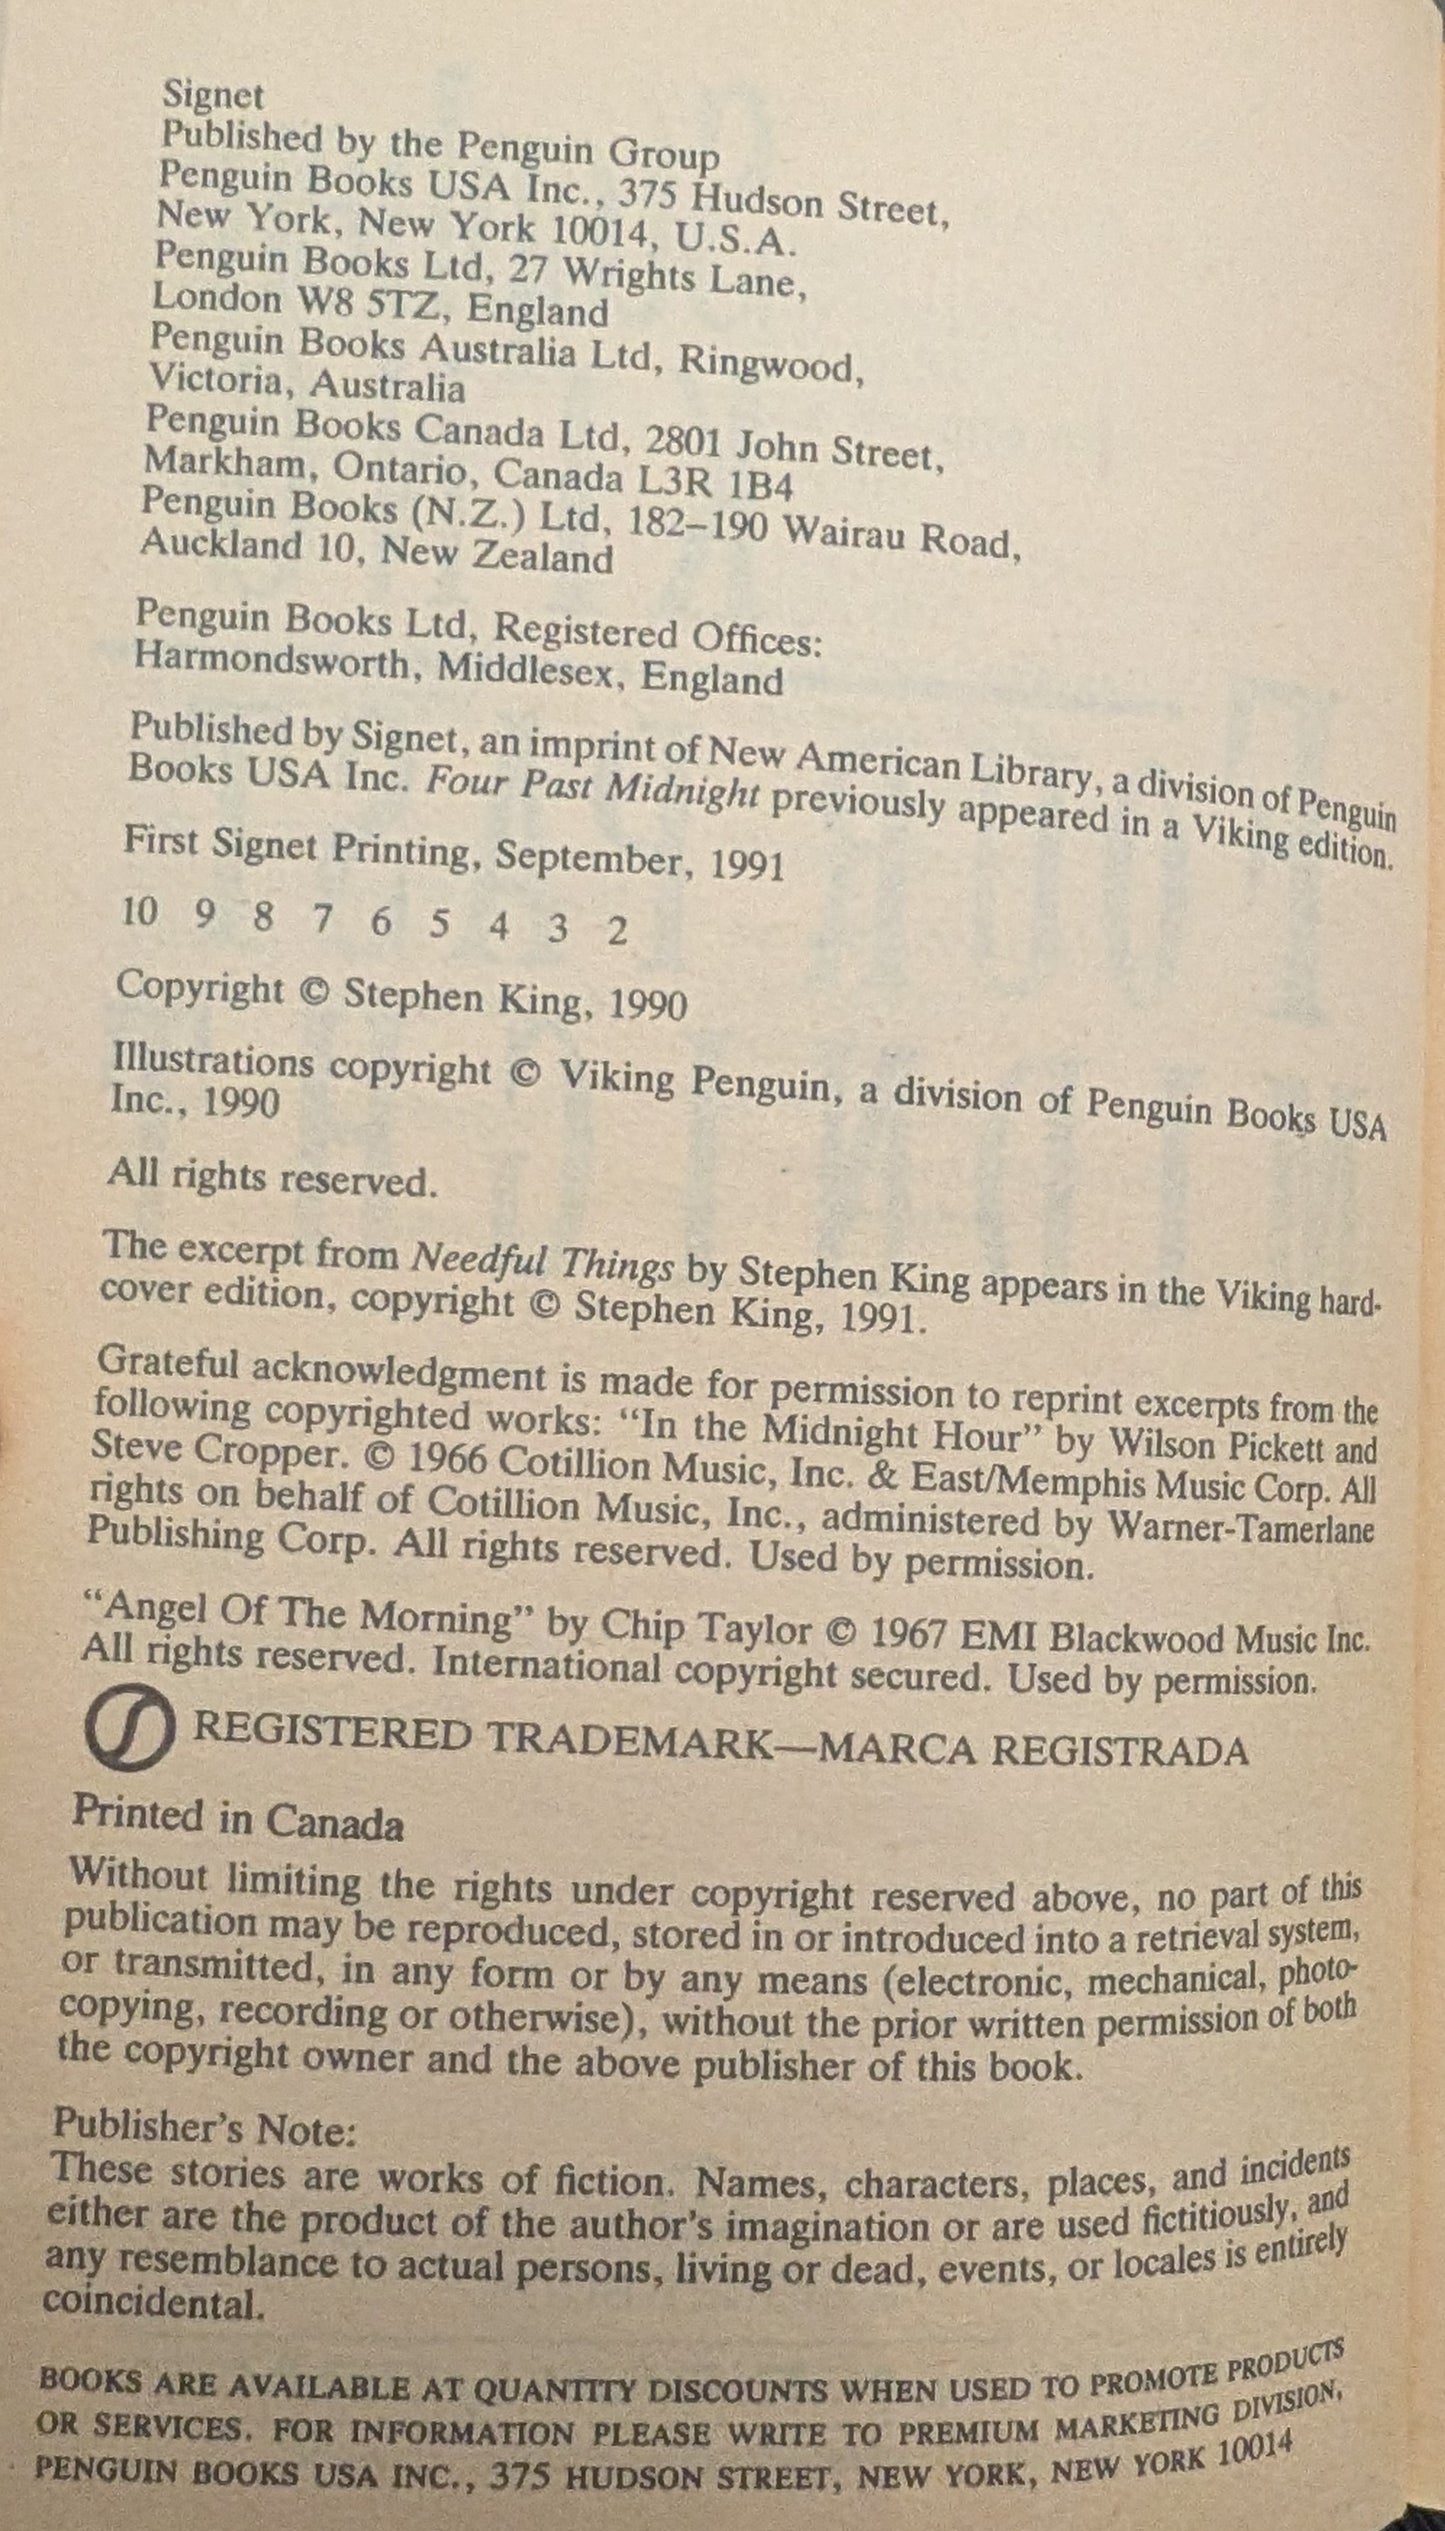 Signet
Published by the Penguin Group
Penguin Books USA Inc., 375 Hudson Street,
New York, New York 10014, U.S.A.
Penguin Books Ltd, 27 Wrights Lane,
London W8 5TZ, England
Penguin Books Australia Ltd, Ringwood,
Victoria, Australia
Penguin Books Canada Ltd, 2801 John Street,
Markham, Ontario, Canada L3R 1B4
Penguin Books (N.Z.) Ltd, 182–190 Wairau Road,
Auckland 10, New Zealand
Penguin Books Ltd, Registered Offices:
Harmondsworth, Middlesex, England
Published by Signet, an imprint of New American Library, a division of Penguin
Books USA Inc. Four Past Midnight previously appeared in a Viking edition.
First Signet Printing, September, 1991
10 9 8 7 6 5 4 3 2
Copyright © Stephen King, 1990
Illustrations copyright © Viking Penguin, a division of Penguin Books USA
Inc., 1990
All rights reserved.
The excerpt from Needful Things by Stephen King appears in the Viking hard-
cover edition, copyright © Stephen King, 1991.
Grateful acknowledgment is made for permission to reprint excerpts from the
following copyrighted works: “In the Midnight Hour” by Wilson Pickett and
Steve Cropper. © 1966 Cotillion Music, Inc. & East/Memphis Music Corp. All
rights on behalf of Cotillion Music, Inc., administered by Warner-Tamerlane
Publishing Corp. All rights reserved. Used by permission.
“Angel Of The Morning” by Chip Taylor © 1967 EMI Blackwood Music Inc.
All rights reserved. International copyright secured. Used by permission.
REGISTERED TRADEMARK—MARCA REGISTRADA
Printed in Canada
Without limiting the rights under copyright reserved above, no part of this
publication may be reproduced, stored in or introduced into a retrieval system,
or transmitted, in any form or by any means (electronic, mechanical, photo-
copying, recording or otherwise), without the prior written permission of both
the copyright owner and the above publisher of this book.
Publisher’s Note:
These stories are works of fiction. Names, characters, places, and incidents
either are the product of the author’s imagination or are used fictitiously, and
any resemblance to actual persons, living or dead, events, or locales is entirely
coincidental.
BOOKS ARE AVAILABLE AT QUANTITY DISCOUNTS WHEN USED TO PROMOTE PRODUCTS
OR SERVICES. FOR INFORMATION PLEASE WRITE TO PREMIUM MARKETING DIVISION,
PENGUIN BOOKS USA INC., 375 HUDSON STREET, NEW YORK, NEW YORK 10014